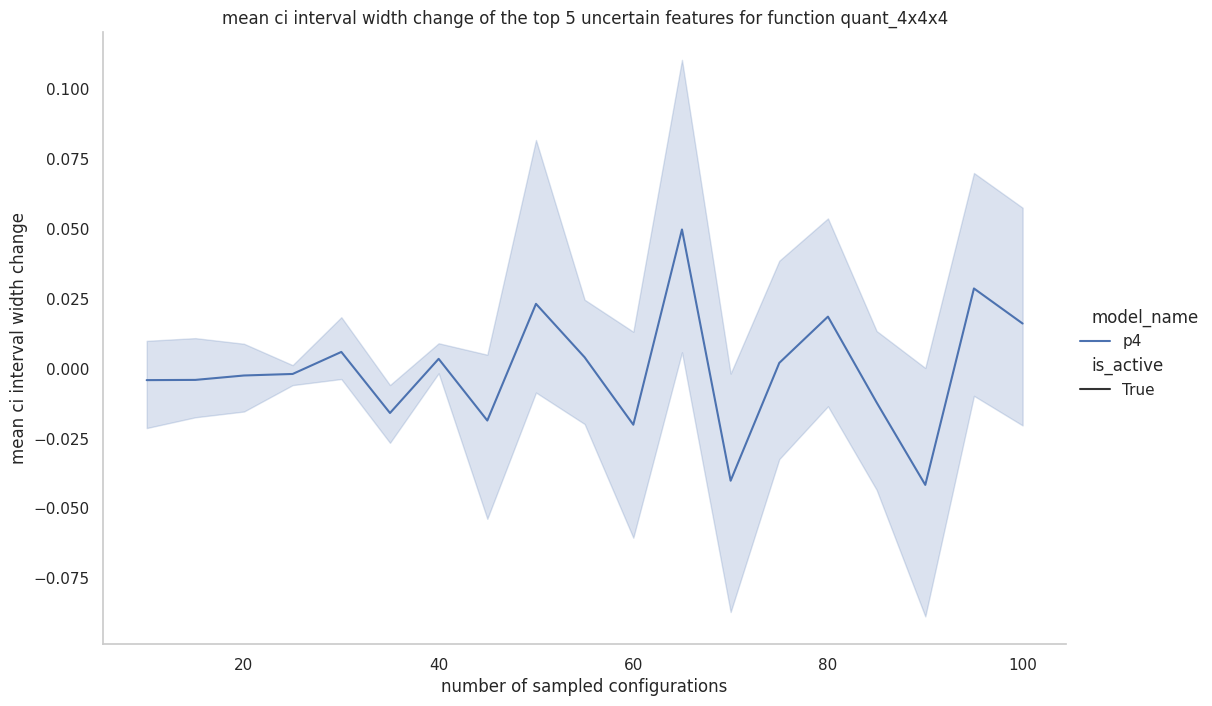 mean ci interval width change of the top 5 uncertain features for function quant_4x4x4
mean ci interval width change
0.100
0.075
0.050
0.025
0.000
−0.025
−0.050
−0.075
20
40
60
80
100
number of sampled configurations
model_name
p4
is_active
True